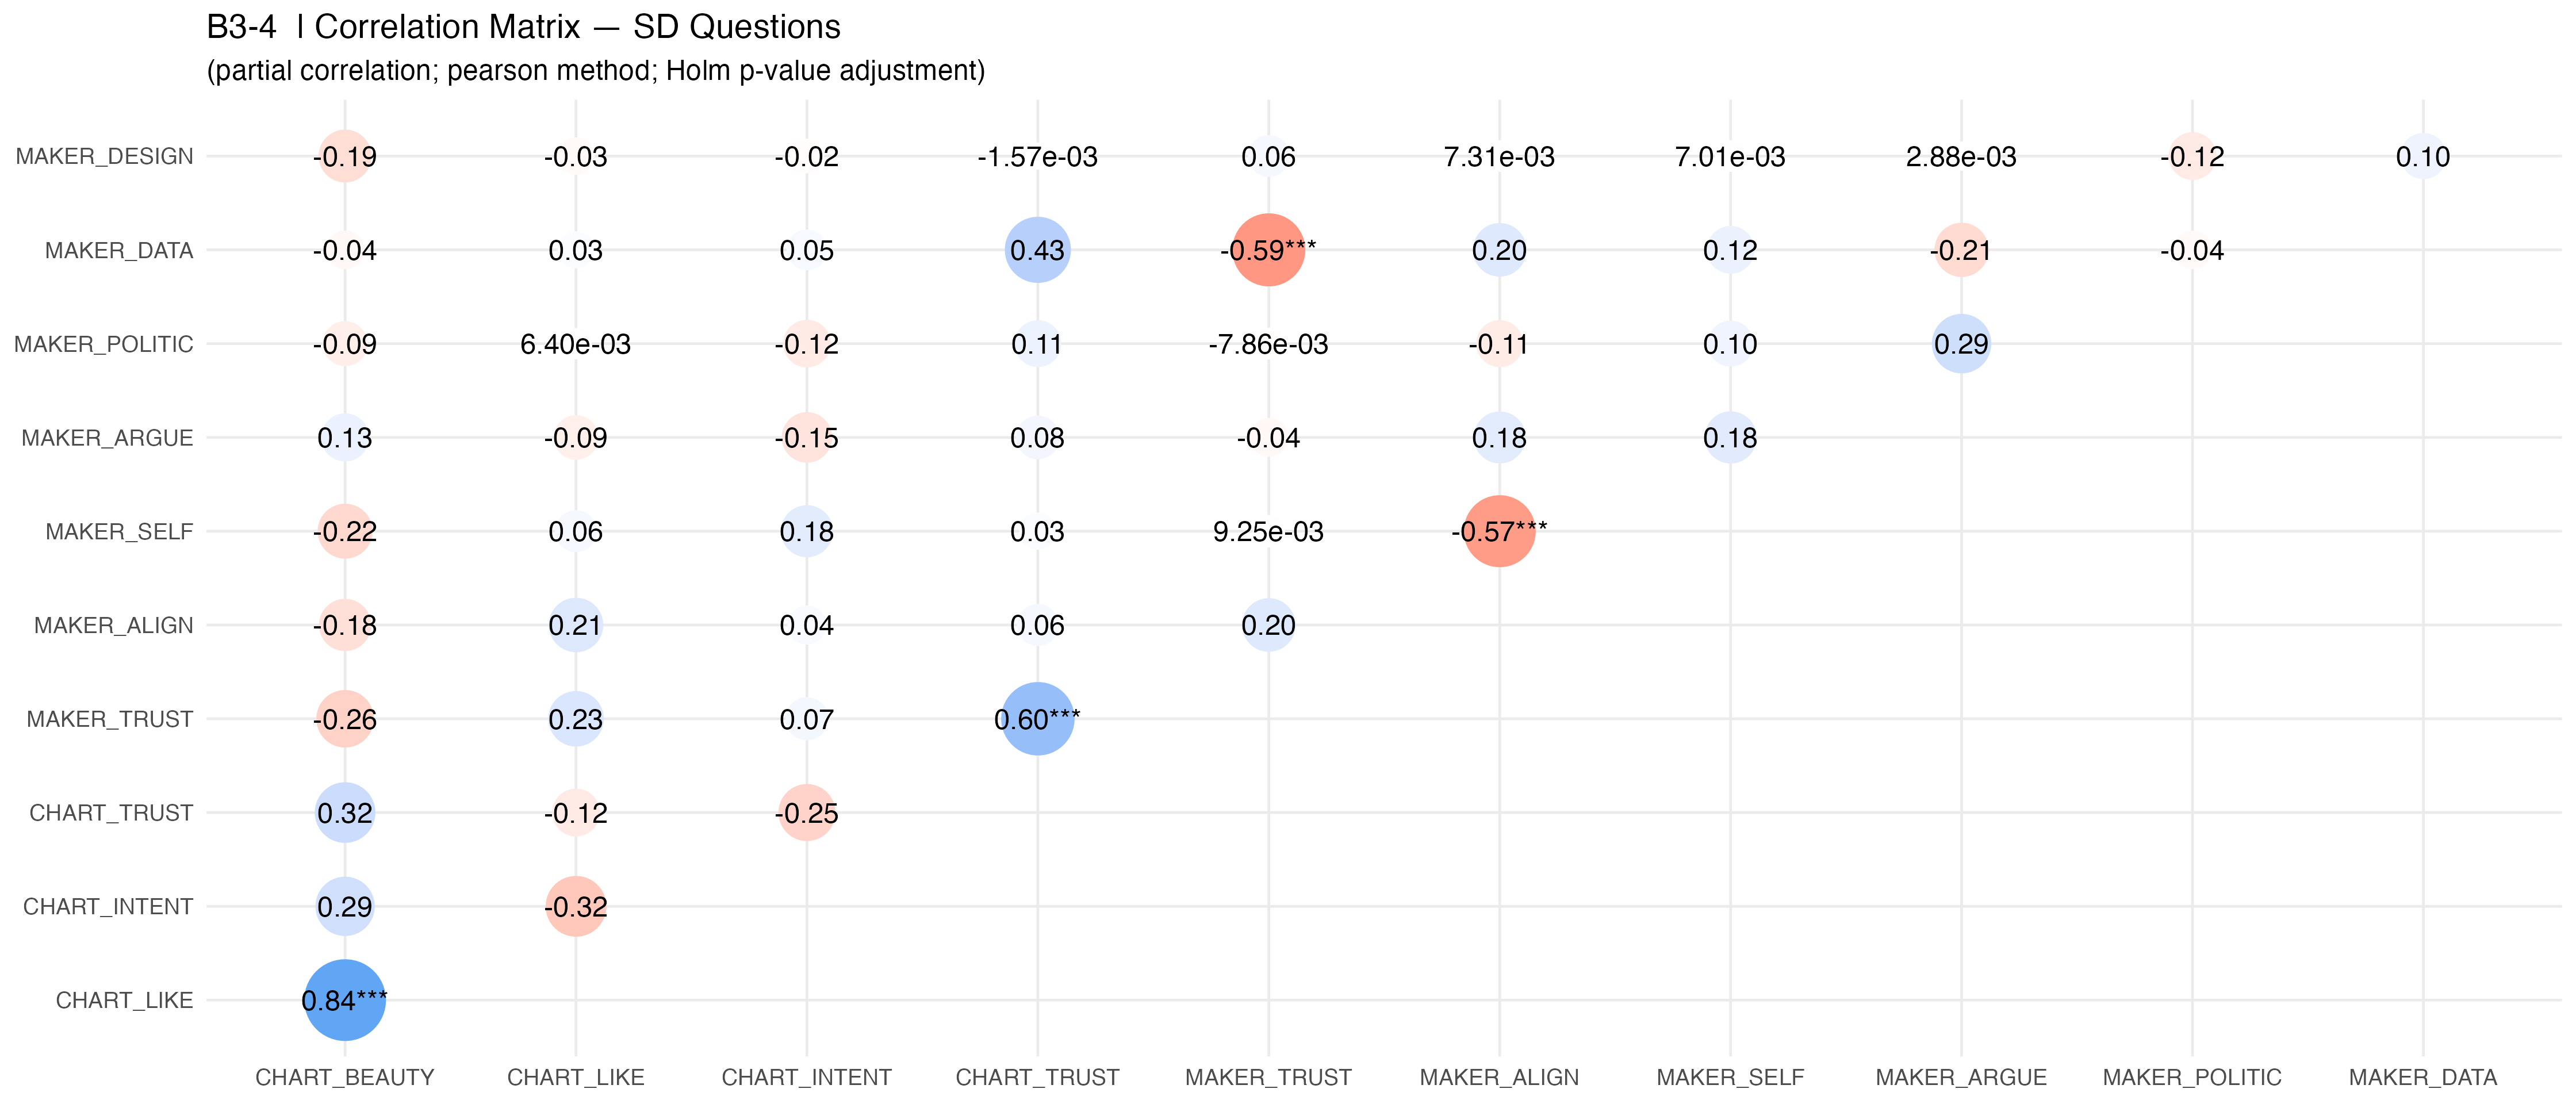 B3-4 | Correlation Matrix — SD Questions
(partial correlation; pearson method; Holm p-value adjustment)
MAKER_DESIGN -0.19 -0.03 -0.02 -1.57e-03 0.06 7.31e-03 7.01e-03 2.88e-03 -0.12 0.10
MAKER_DATA -0.04 0.03 0.05 0.43 -0.59*** 0.20 0.12 -0.21 -0.04
MAKER_POLITIC -0.09 6.40e-03 -0.12 0.11 -7.86e-03 -0.11 0.10 0.29
MAKER_ARGUE 0.13 -0.09 -0.15 0.08 -0.04 0.18 0.18
MAKER_SELF -0.22 0.06 0.18 0.03 9.25e-03 -0.57***
MAKER_ALIGN -0.18 0.21 0.04 0.06 0.20
MAKER_TRUST -0.26 0.23 0.07 0.60***
CHART_TRUST 0.32 -0.12 -0.25
CHART_INTENT 0.29 -0.32
CHART_LIKE 0.84***
CHART_BEAUTY CHART_LIKE CHART_INTENT CHART_TRUST MAKER_TRUST MAKER_ALIGN MAKER_SELF MAKER_ARGUE MAKER_POLITIC MAKER_DATA